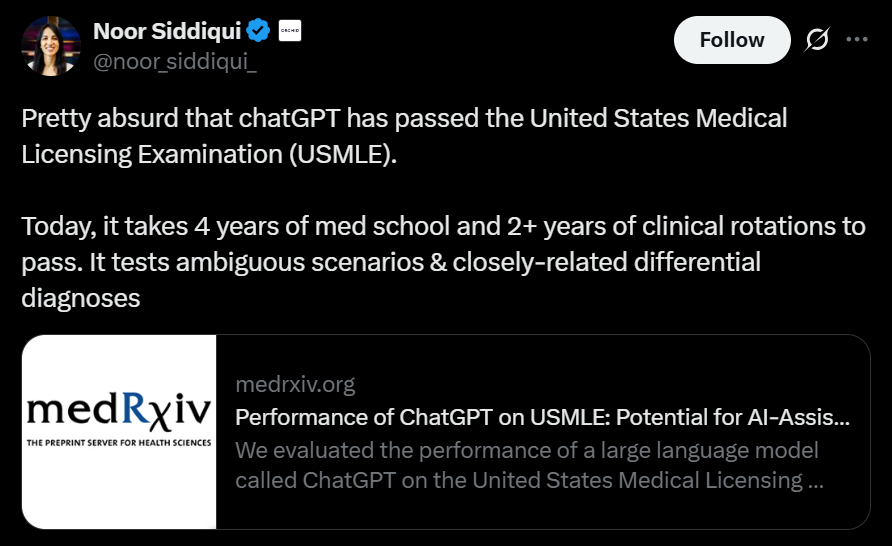 Noor Siddiqui
ORCHID
@noor_siddiqui_
Follow
Pretty absurd that chatGPT has passed the United States Medical
Licensing Examination (USMLE).
Today, it takes 4 years of med school and 2+ years of clinical rotations to
pass. It tests ambiguous scenarios & closely-related differential
diagnoses
medRxiv
THE PREPRINT SERVER FOR HEALTH SCIENCES
medrxiv.org
Performance of ChatGPT on USMLE: Potential for AI-Assis...
We evaluated the performance of a large language model
called ChatGPT on the United States Medical Licensing ...